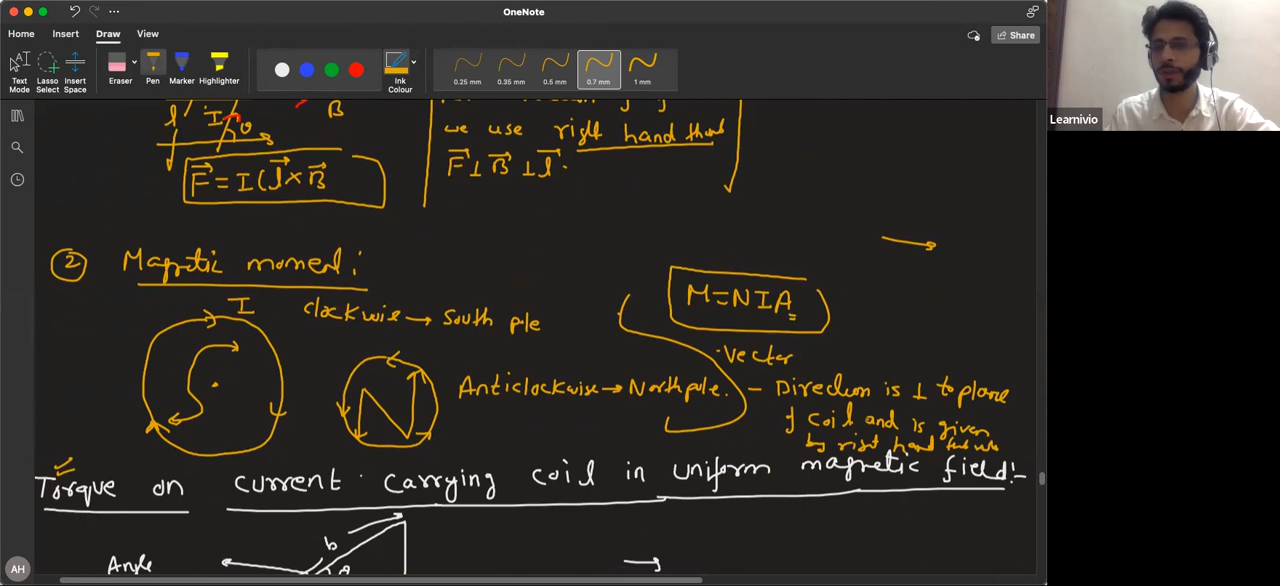 OneNote
Home Insert Draw View
Share
Text Mode Lasso Select Insert Space Eraser Pen Marker Highlighter Ink Colour 0.25 mm 0.35 mm 0.5 mm 0.7 mm 1 mm
Learnivio
l I θ B
we use right hand thumb
F⃗ = I(l⃗ × B⃗
F⃗ ⊥ B⃗ ⊥ l⃗.
② Magnetic moment:
I
clockwise → South pole
M = NIA
S
N
Anticlockwise → North pole.
· Vector
- Direction is ⊥ to plane
of coil and is given
by right hand
Torque on current carrying coil in uniform magnetic field :-
b
Angle
θ
AH